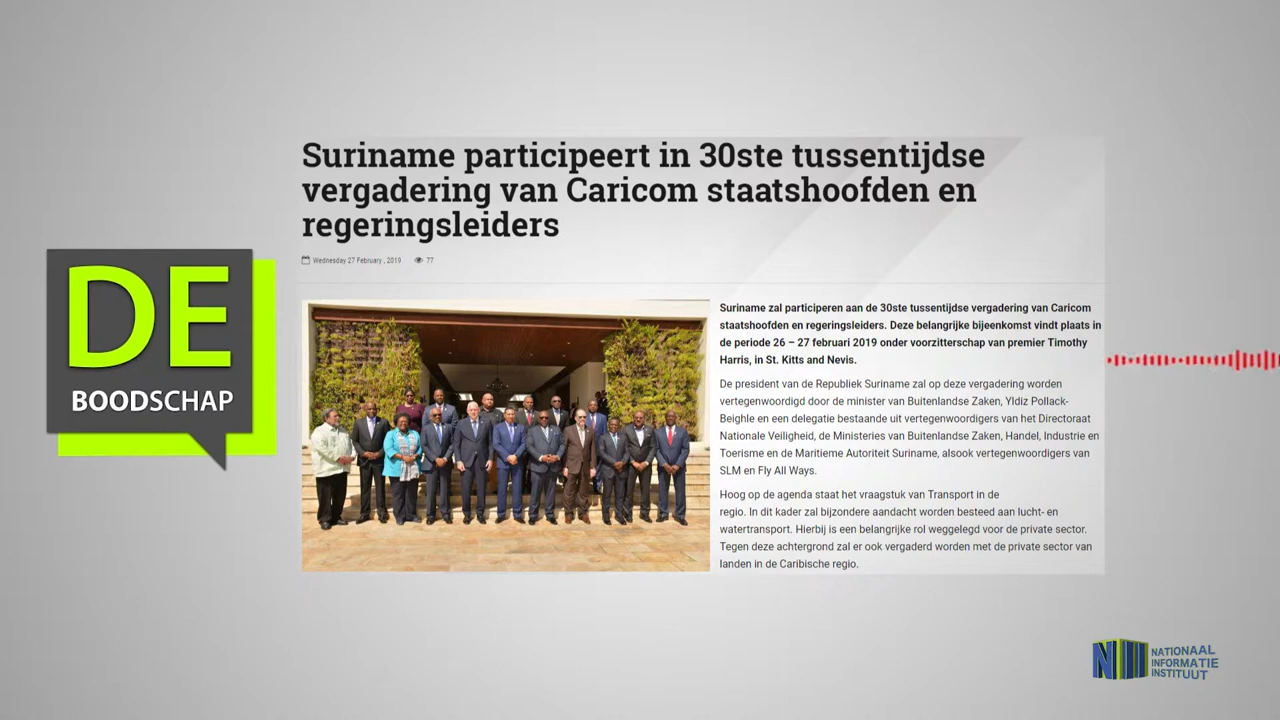 Suriname participeert in 30ste tussentijdse
vergadering van Caricom staatshoofden en
regeringsleiders
Wednesday 27 February , 2019 77
DE
BOODSCHAP
Suriname zal participeren aan de 30ste tussentijdse vergadering van Caricom
staatshoofden en regeringsleiders. Deze belangrijke bijeenkomst vindt plaats in
de periode 26 – 27 februari 2019 onder voorzitterschap van premier Timothy
Harris, in St. Kitts and Nevis.
De president van de Republiek Suriname zal op deze vergadering worden
vertegenwoordigd door de minister van Buitenlandse Zaken, Yldiz Pollack-
Beighle en een delegatie bestaande uit vertegenwoordigers van het Directoraat
Nationale Veiligheid, de Ministeries van Buitenlandse Zaken, Handel, Industrie en
Toerisme en de Maritieme Autoriteit Suriname, alsook vertegenwoordigers van
SLM en Fly All Ways.
Hoog op de agenda staat het vraagstuk van Transport in de
regio. In dit kader zal bijzondere aandacht worden besteed aan lucht- en
watertransport. Hierbij is een belangrijke rol weggelegd voor de private sector.
Tegen deze achtergrond zal er ook vergaderd worden met de private sector van
landen in de Caribische regio.
NII
NATIONAAL
INFORMATIE
INSTITUUT